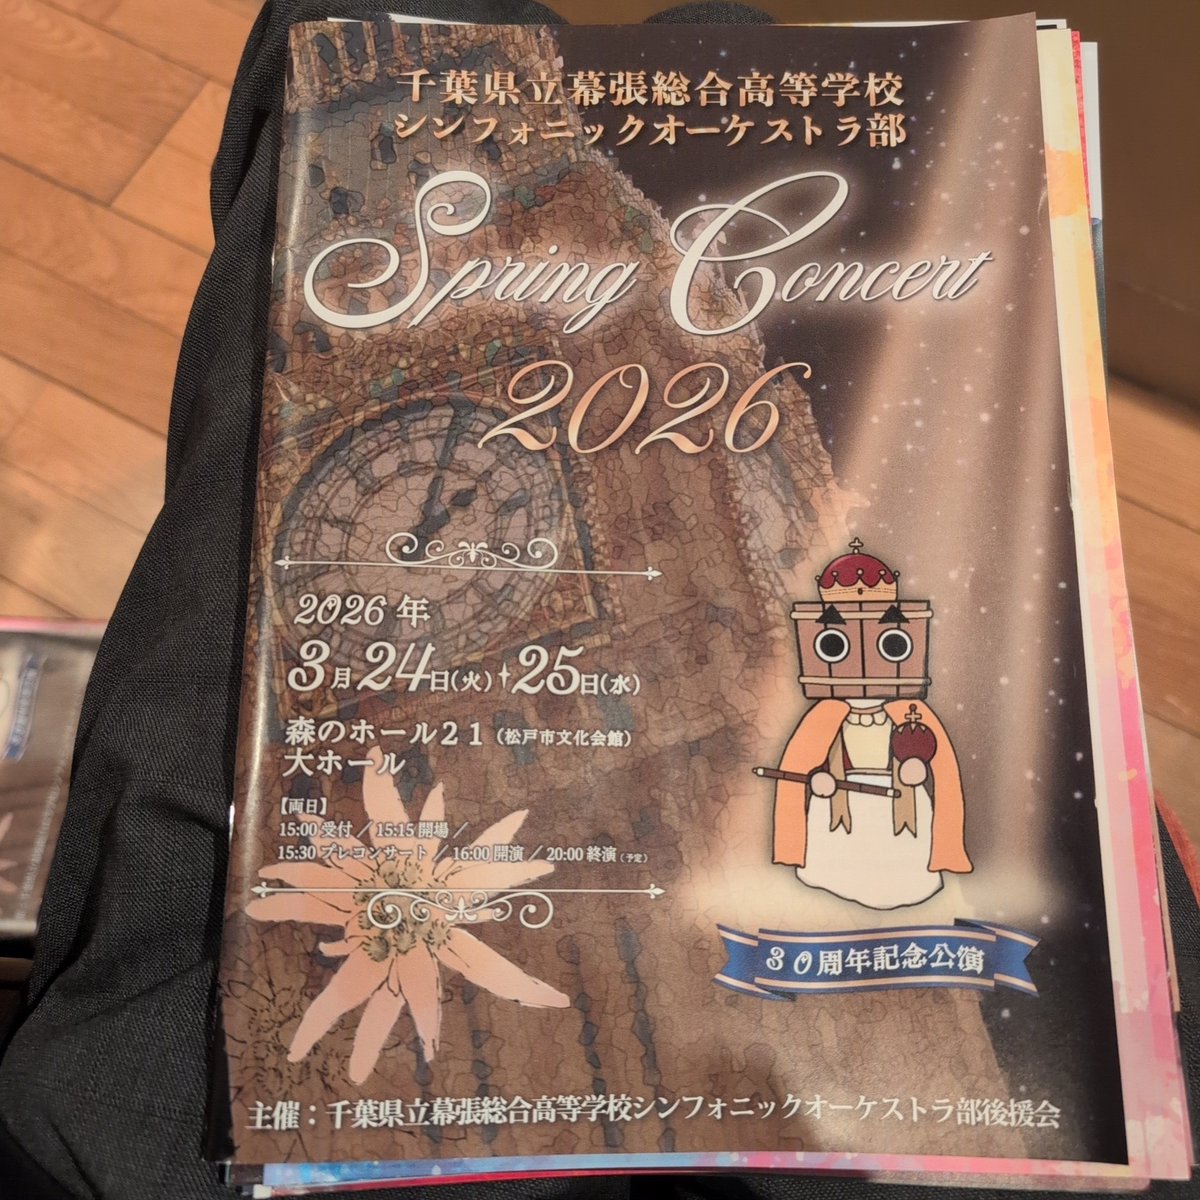 千葉県立幕張総合高等学校
シンフォニックオーケストラ部
Spring Concert
2026
2026年
3月24日(火)・25日(水)
森のホール21(松戸市文化会館)
大ホール
【両日】
15:00 受付 / 15:15 開場 /
15:30 プレコンサート / 16:00 開演 / 20:00 終演(予定)
30周年記念公演
主催:千葉県立幕張総合高等学校シンフォニックオーケストラ部後援会